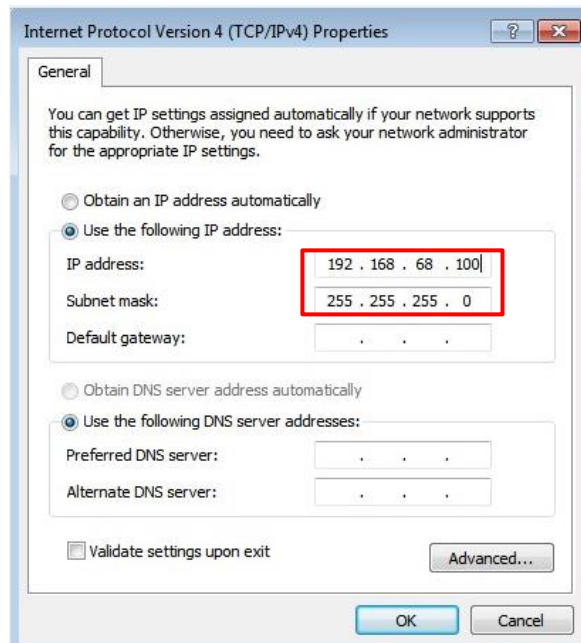 Internet Protocol Version 4 (TCP/IPv4) Properties
General
You can get IP settings assigned automatically if your network supports
this capability. Otherwise, you need to ask your network administrator
for the appropriate IP settings.
Obtain an IP address automatically
Use the following IP address:
IP address: 192 . 168 . 68 . 100
Subnet mask: 255 . 255 . 255 . 0
Default gateway: . . .
Obtain DNS server address automatically
Use the following DNS server addresses:
Preferred DNS server: . . .
Alternate DNS server: . . .
Validate settings upon exit
Advanced...
OK Cancel